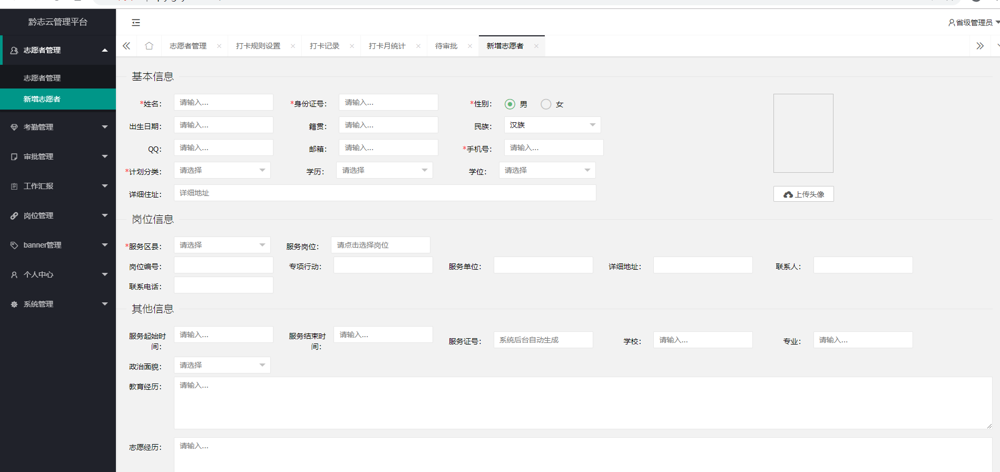 黔志云管理平台
省级管理员
志愿者管理
志愿者管理
新增志愿者
考勤管理
审批管理
工作汇报
岗位管理
banner管理
个人中心
系统管理
志愿者管理 × 打卡规则设置 × 打卡记录 × 打卡月统计 × 待审批 × 新增志愿者 ×
基本信息
*姓名： 请输入... *身份证号： 请输入... *性别： 男 女
出生日期： 请输入... 籍贯： 请输入... 民族： 汉族
QQ： 请输入... 邮箱： 请输入... *手机号： 请输入...
*计划分类： 请选择 学历： 请选择 学位： 请选择
详细住址： 详细地址
上传头像
岗位信息
*服务区县： 请选择 服务岗位： 请点击选择岗位
岗位编号： 专项行动： 服务单位： 详细地址： 联系人：
联系电话：
其他信息
服务起始时间： 请输入... 服务结束时间： 请输入... 服务证号： 系统后台自动生成 学校： 请输入... 专业： 请输入...
政治面貌： 请选择
教育经历： 请输入...
志愿经历： 请输入...